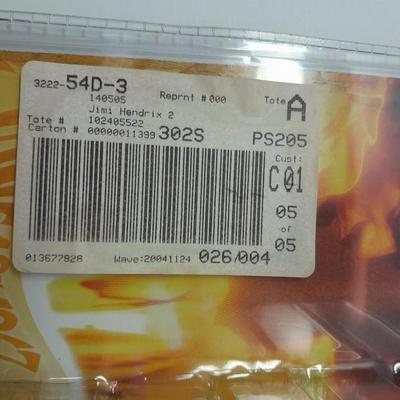 3222-54D-3
140505 Reprnt #000 Tote A
Jimi Hendrix 2
Tote # 102405522
Carton # 00000011399 302S PS205
Cust:
C01
05
of
05
013677828 Wave:20041124 026/004